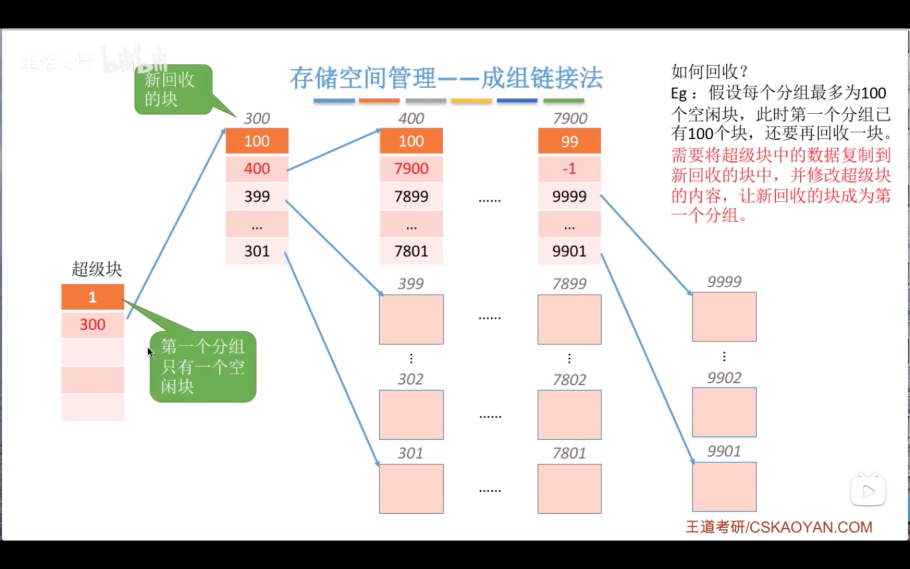 存储空间管理——成组链接法
bilibili
新回收
的块
如何回收？
Eg：假设每个分组最多为100
个空闲块，此时第一个分组已
有100个块，还要再回收一块。
需要将超级块中的数据复制到
新回收的块中，并修改超级块
的内容，让新回收的块成为第
一个分组。
300
100
400
399
...
301
400
100
7900
7899
...
7801
......
7900
99
-1
9999
...
9901
超级块
1
300
第一个分组
只有一个空
闲块
399
......
7899
9999
...
...
...
302
......
7802
9902
301
......
7801
9901
王道考研/CSKAOYAN.COM